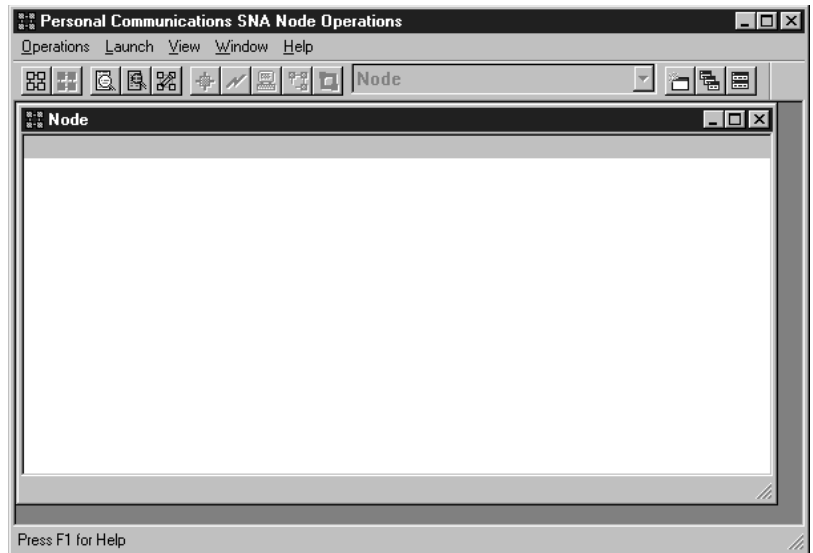 Personal Communications SNA Node Operations
Operations Launch View Window Help
Node
Node
Press F1 for Help